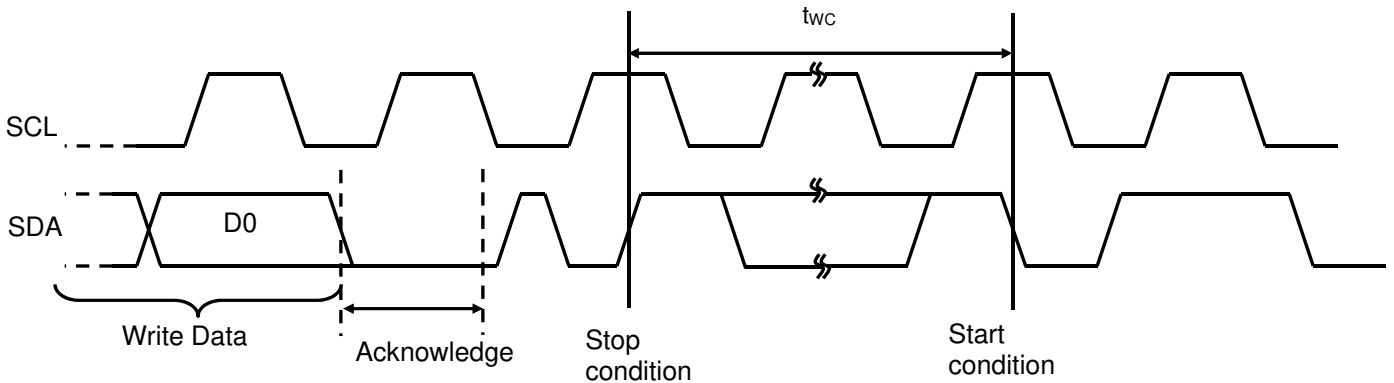 tWC
SCL
SDA
D0
Write Data
Acknowledge
Stop
condition
Start
condition